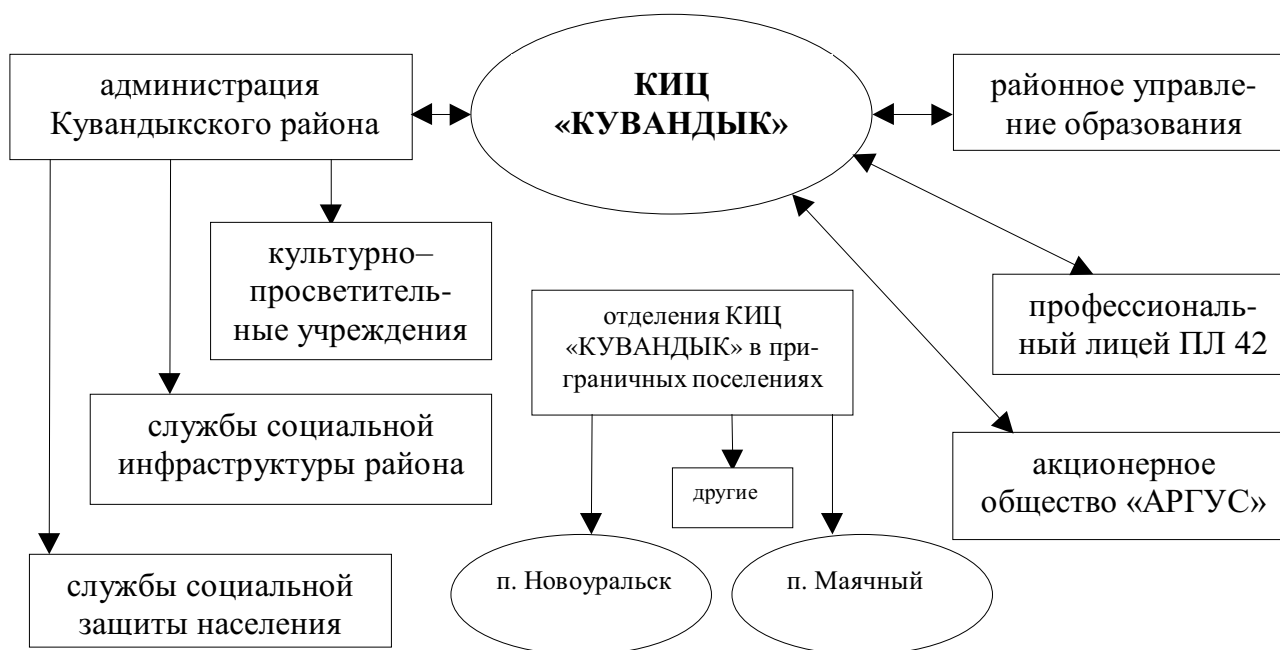 администрация
Кувандыкского района
КИЦ
«КУВАНДЫК»
районное управле-
ние образования
культурно–
просветитель-
ные учреждения
отделения КИЦ
«КУВАНДЫК» в при-
граничных поселениях
профессиональ-
ный лицей ПЛ 42
службы социальной
инфраструктуры района
другие
акционерное
общество «АРГУС»
службы социальной
защиты населения
п. Новоуральск
п. Маячный